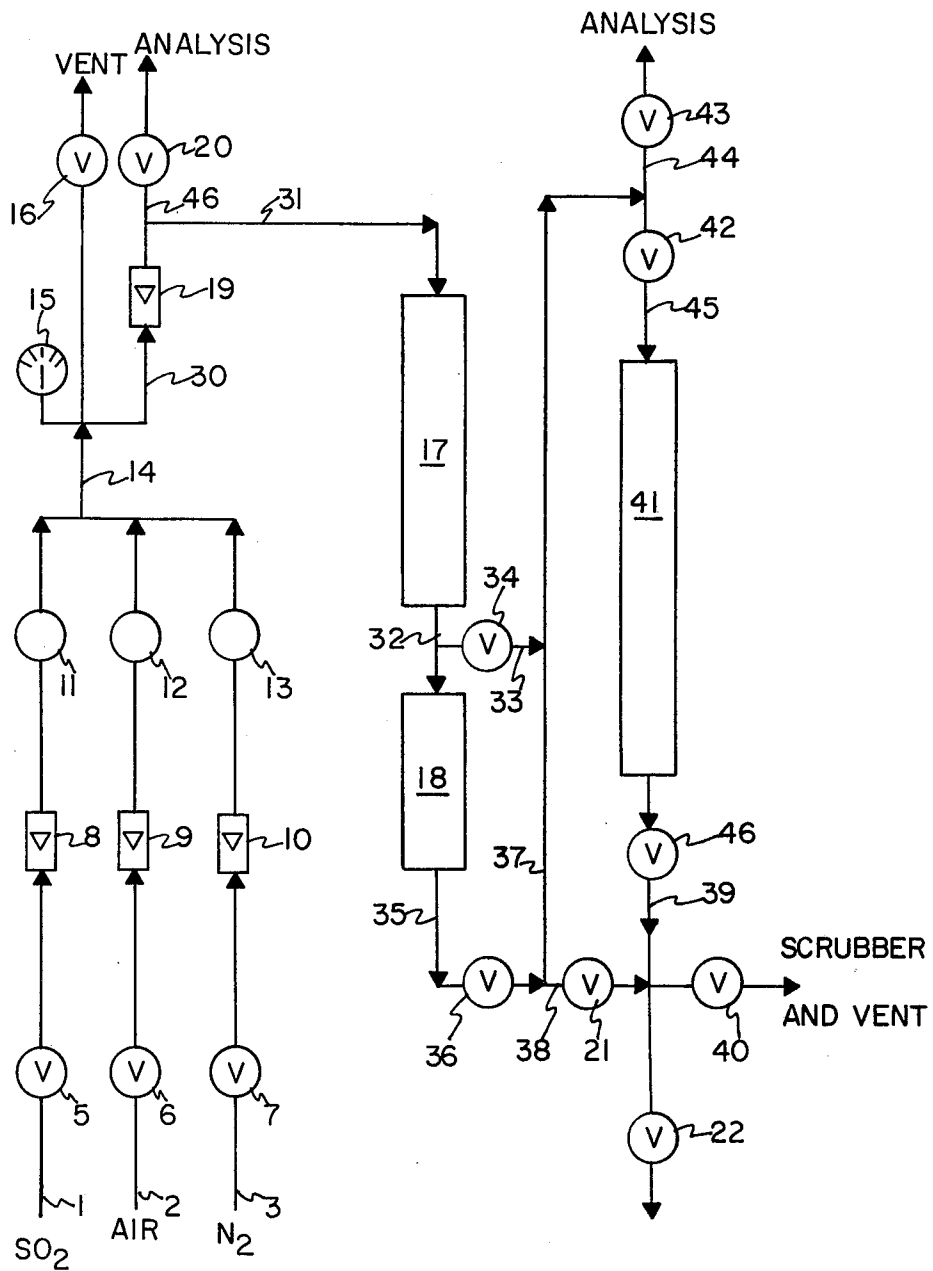 ANALYSIS
VENT
ANALYSIS
V
43
V
V
20
16
44
46
31
V
42
19
15
45
30
17
14
41
34
V
32
33
11
12
13
18
8
9
10
V
46
37
39
35
SCRUBBER
V
V
V
AND VENT
36
38
21
40
V
V
V
5
6
7
V
22
1
2
3
SO2
AIR
N2